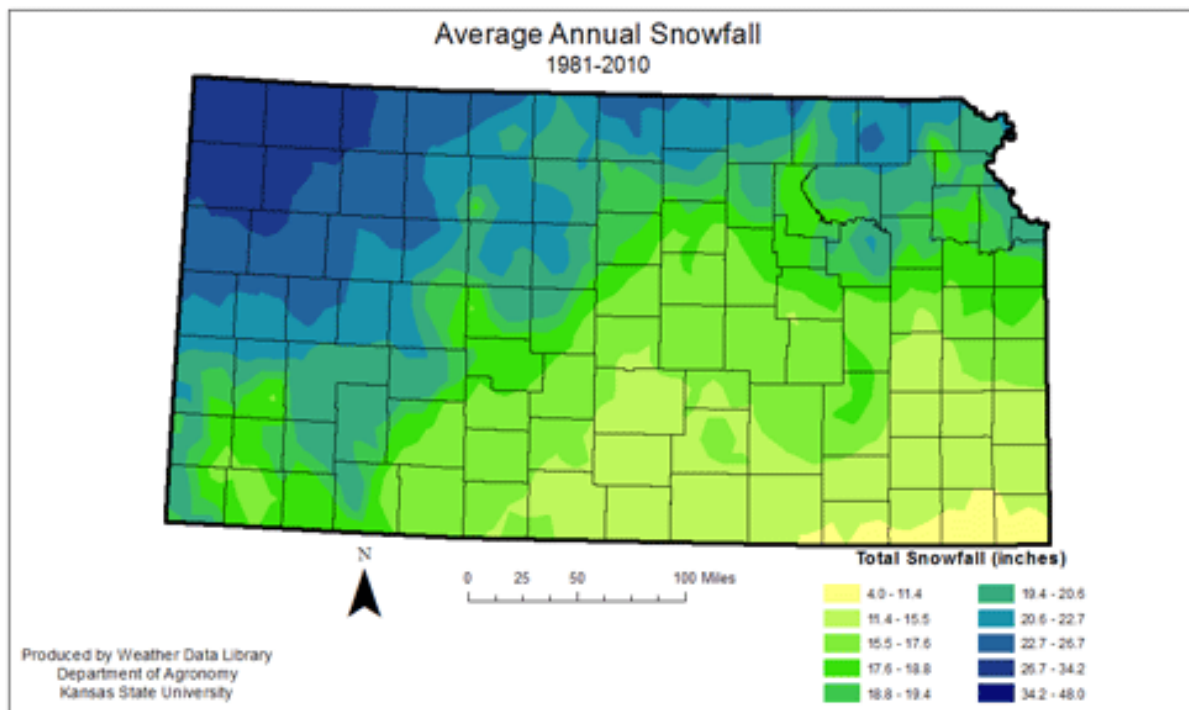 Average Annual Snowfall
1981-2010
N
0 25 50 100 Miles
Total Snowfall (inches)
4.0 - 11.4
11.4 - 15.5
15.5 - 17.6
17.6 - 18.8
18.8 - 19.4
19.4 - 20.6
20.6 - 22.7
22.7 - 26.7
26.7 - 34.2
34.2 - 48.0
Produced by Weather Data Library
Department of Agronomy
Kansas State University